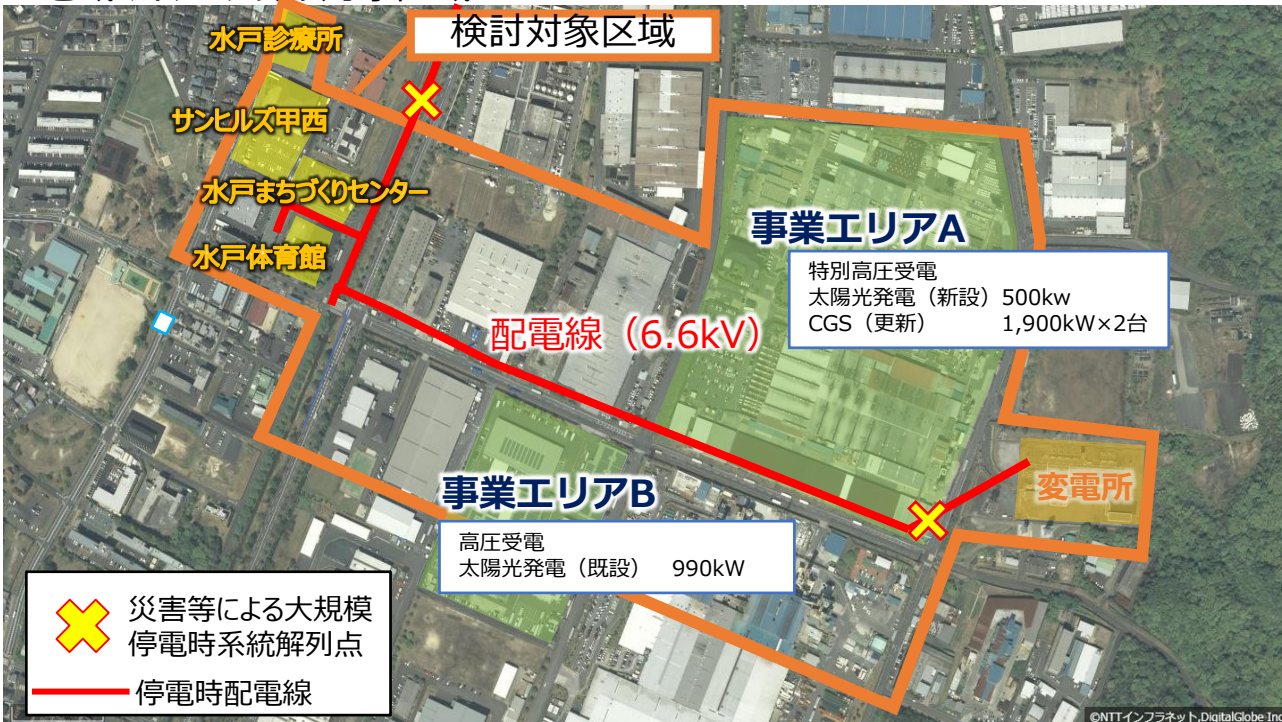 検討対象区域
水戸診療所
サンヒルズ甲西
水戸まちづくりセンター
水戸体育館
事業エリアA
特別高圧受電
太陽光発電（新設）500kw
CGS（更新） 1,900kW×2台
配電線（6.6kV）
変電所
事業エリアB
高圧受電
太陽光発電（既設） 990kW
災害等による大規模
停電時系統解列点
停電時配電線
©NTTインフラネット,DigitalGlobe Inc